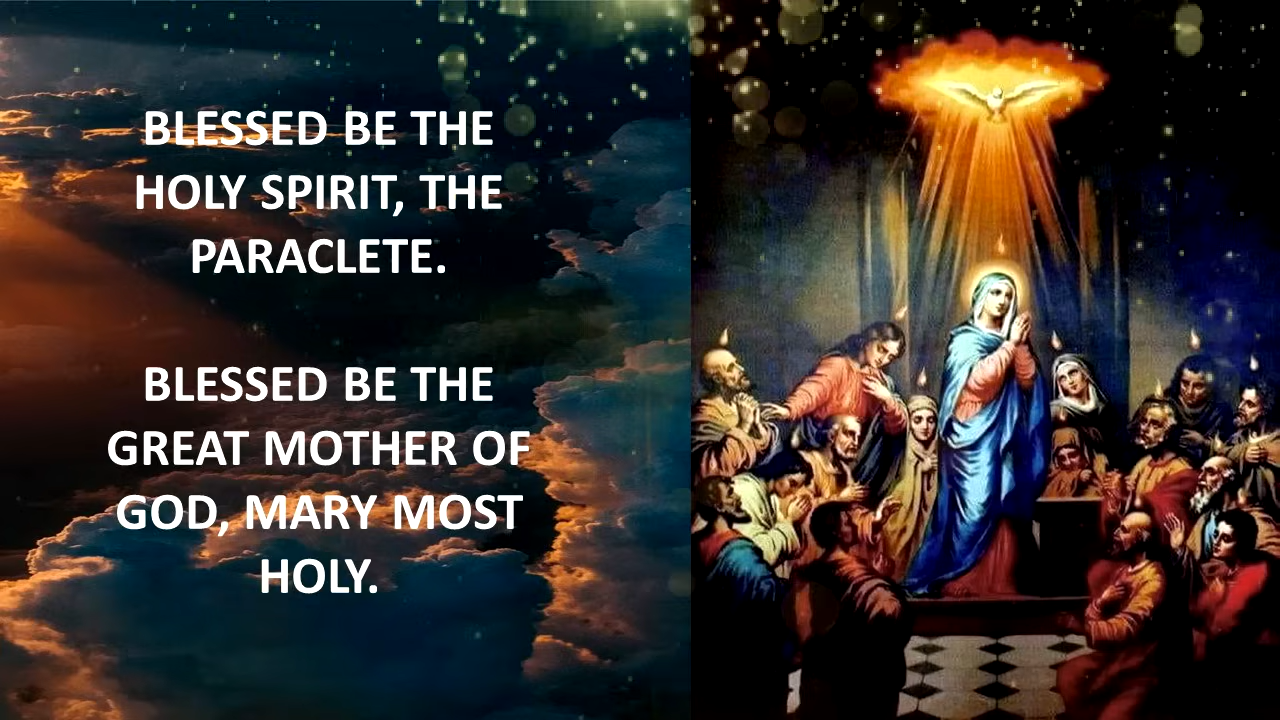 BLESSED BE THE
HOLY SPIRIT, THE
PARACLETE.
BLESSED BE THE
GREAT MOTHER OF
GOD, MARY MOST
HOLY.